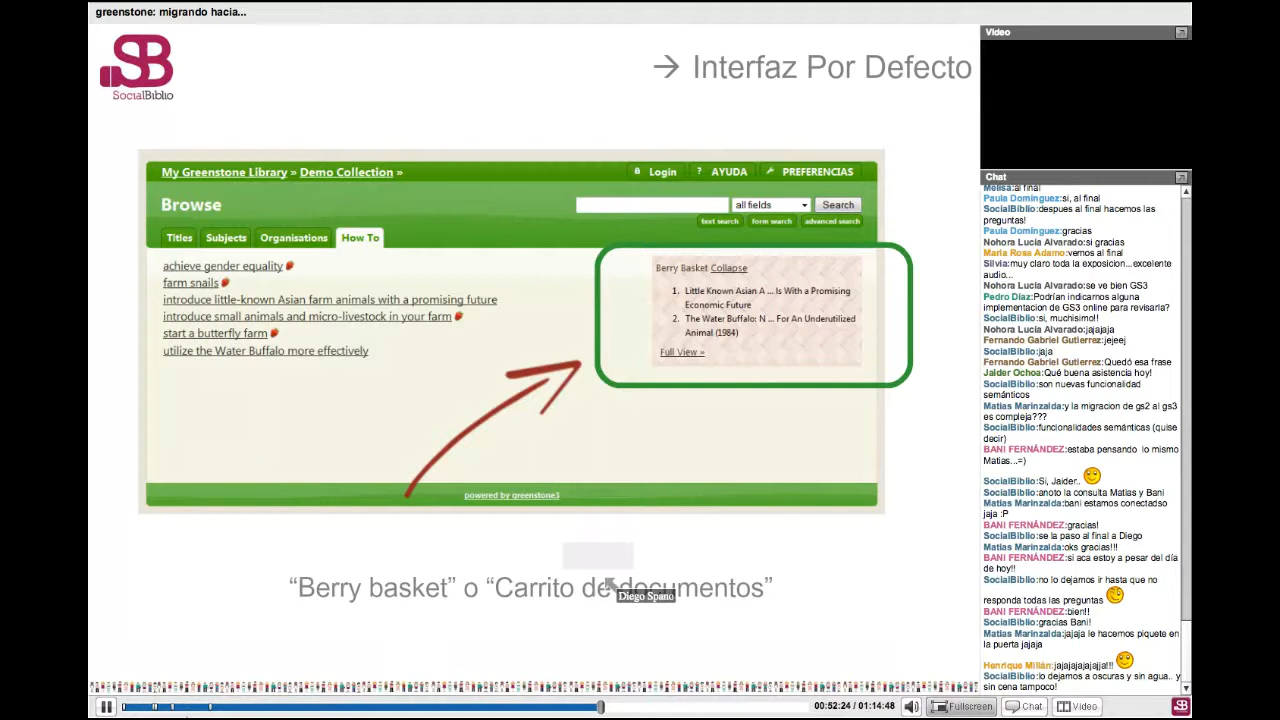 greenstone: migrando hacia...
SB
SocialBiblio
→ Interfaz Por Defecto
My Greenstone Library » Demo Collection »
Login
? AYUDA
PREFERENCIAS
Browse
all fields
Search
text search
form search
advanced search
Titles
Subjects
Organisations
How To
achieve gender equality
farm snails
introduce little-known Asian farm animals with a promising future
introduce small animals and micro-livestock in your farm
start a butterfly farm
utilize the Water Buffalo more effectively
Berry Basket Collapse
1. Little Known Asian A ... Is With a Promising
Economic Future
2. The Water Buffalo: N ... For An Underutilized
Animal (1984)
Full View »
powered by greenstone3
“Berry basket” o “Carrito de documentos”
Diego Spano
Video
Chat
Melisa:al final
Paula Domínguez:si, al final
SocialBiblio:despues al final hacemos las
preguntas!
Paula Domínguez:gracias
Nohora Lucía Alvarado:si gracias
Maria Rosa Adamo:vemos al final
Silvia:muy claro toda la exposicion...excelente
audio...
Nohora Lucía Alvarado:se ve bien GS3
Pedro Díaz:Podrían indicarnos alguna
implementacion de GS3 online para revisarla?
SocialBiblio:si, muchisimo!!
Nohora Lucía Alvarado:jajajaja
Fernando Gabriel Gutierrez:jejeej
SocialBiblio:jaja
Fernando Gabriel Gutierrez:Quedó esa frase
Jaider Ochoa:Qué buena asistencia hoy!
SocialBiblio:son nuevas funcionalidad
semánticos
Matias Marinzalda:y la migracion de gs2 al gs3
es compleja???
SocialBiblio:funcionalidades semánticas (quise
decir)
BANI FERNÁNDEZ:estaba pensando lo mismo
Matias...=)
SocialBiblio:Si, Jaider..
SocialBiblio:anoto la consulta Matias y Bani
Matias Marinzalda:bani estamos conectadso
jaja :P
BANI FERNÁNDEZ:gracias!
SocialBiblio:se la paso al final a Diego
Matias Marinzalda:oks gracias!!!
BANI FERNÁNDEZ:si aca estoy a pesar del día
de hoy!!
SocialBiblio:no lo dejamos ir hasta que no
responda todas las preguntas
BANI FERNÁNDEZ:bien!!
SocialBiblio:gracias Bani!
Matias Marinzalda:jajaja le hacemos piquete en
la puerta jajaja
Henrique Millán:jajajajajajajja!!!
SocialBiblio:lo dejamos a oscuras y sin agua.. y
sin cena tampoco!
00:52:24 / 01:14:48
Fullscreen
Chat
Video
SB